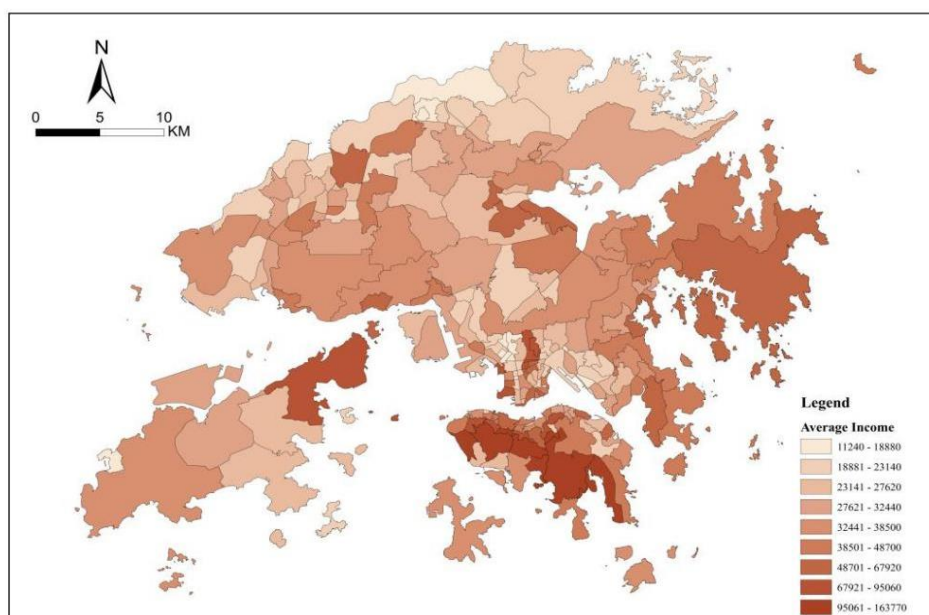 N
0 5 10
KM
Legend
Average Income
11240 - 18880
18881 - 23140
23141 - 27620
27621 - 32440
32441 - 38500
38501 - 48700
48701 - 67920
67921 - 95060
95061 - 163770